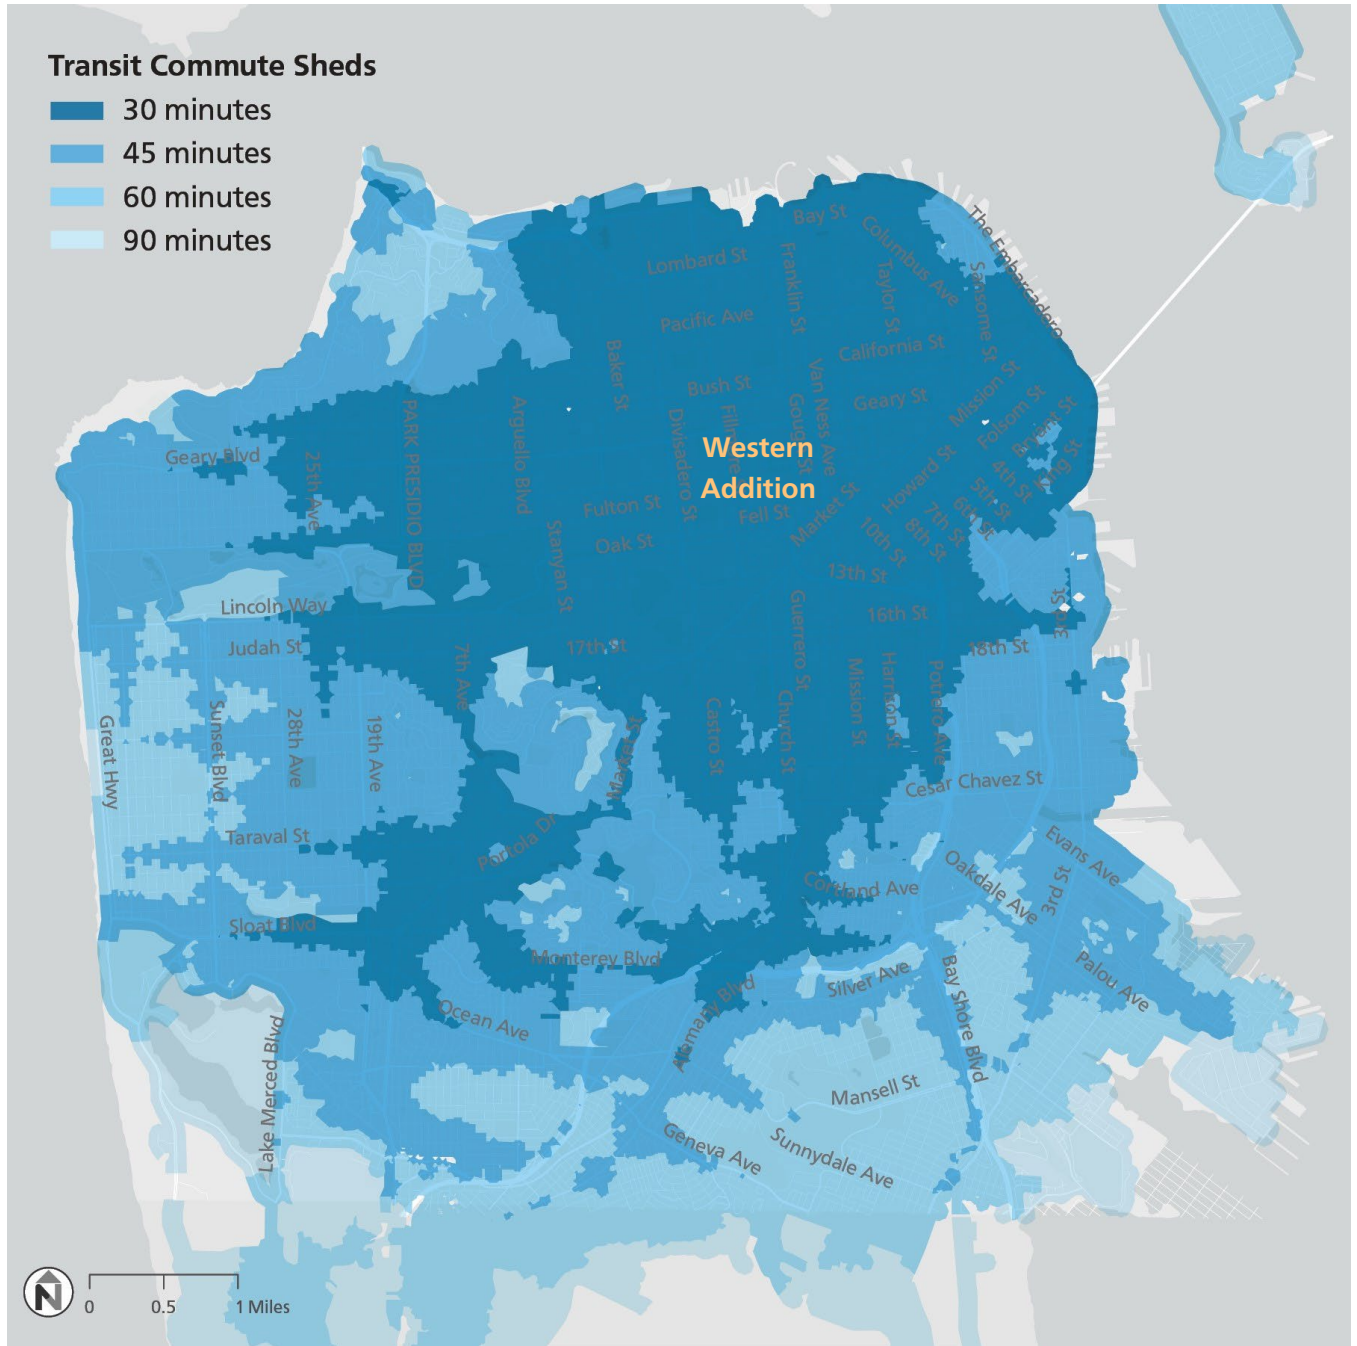 Transit Commute Sheds
30 minutes
45 minutes
60 minutes
90 minutes
Bay St
Columbus Ave
The Embarcadero
Lombard St
Franklin St
Taylor St
Sansome St
Pacific Ave
California St
Baker St
Bush St
Van Ness Ave
Geary St
Mission St
Folsom St
Bryant St
King St
PARK PRESIDIO BLVD
Arguello Blvd
Divisadero St
Fillmore
Gough St
Western
Addition
Geary Blvd
25th Ave
Howard St
4th St
5th St
6th St
7th St
8th St
10th St
Market St
Fulton St
Fell St
Stanyan St
Oak St
13th St
Lincoln Way
Guerrero St
16th St
3rd St
Judah St
17th St
18th St
7th Ave
Mission St
Harrison St
Potrero Ave
Great Hwy
Sunset Blvd
28th Ave
19th Ave
Market St
Castro St
Church St
Cesar Chavez St
Taraval St
Portola Dr
Evans Ave
Cortland Ave
Oakdale Ave
3rd St
Sloat Blvd
Monterey Blvd
Silver Ave
Palou Ave
Ocean Ave
Alemany Blvd
Bay Shore Blvd
Lake Merced Blvd
Mansell St
Geneva Ave
Sunnydale Ave
N
0 0.5 1 Miles